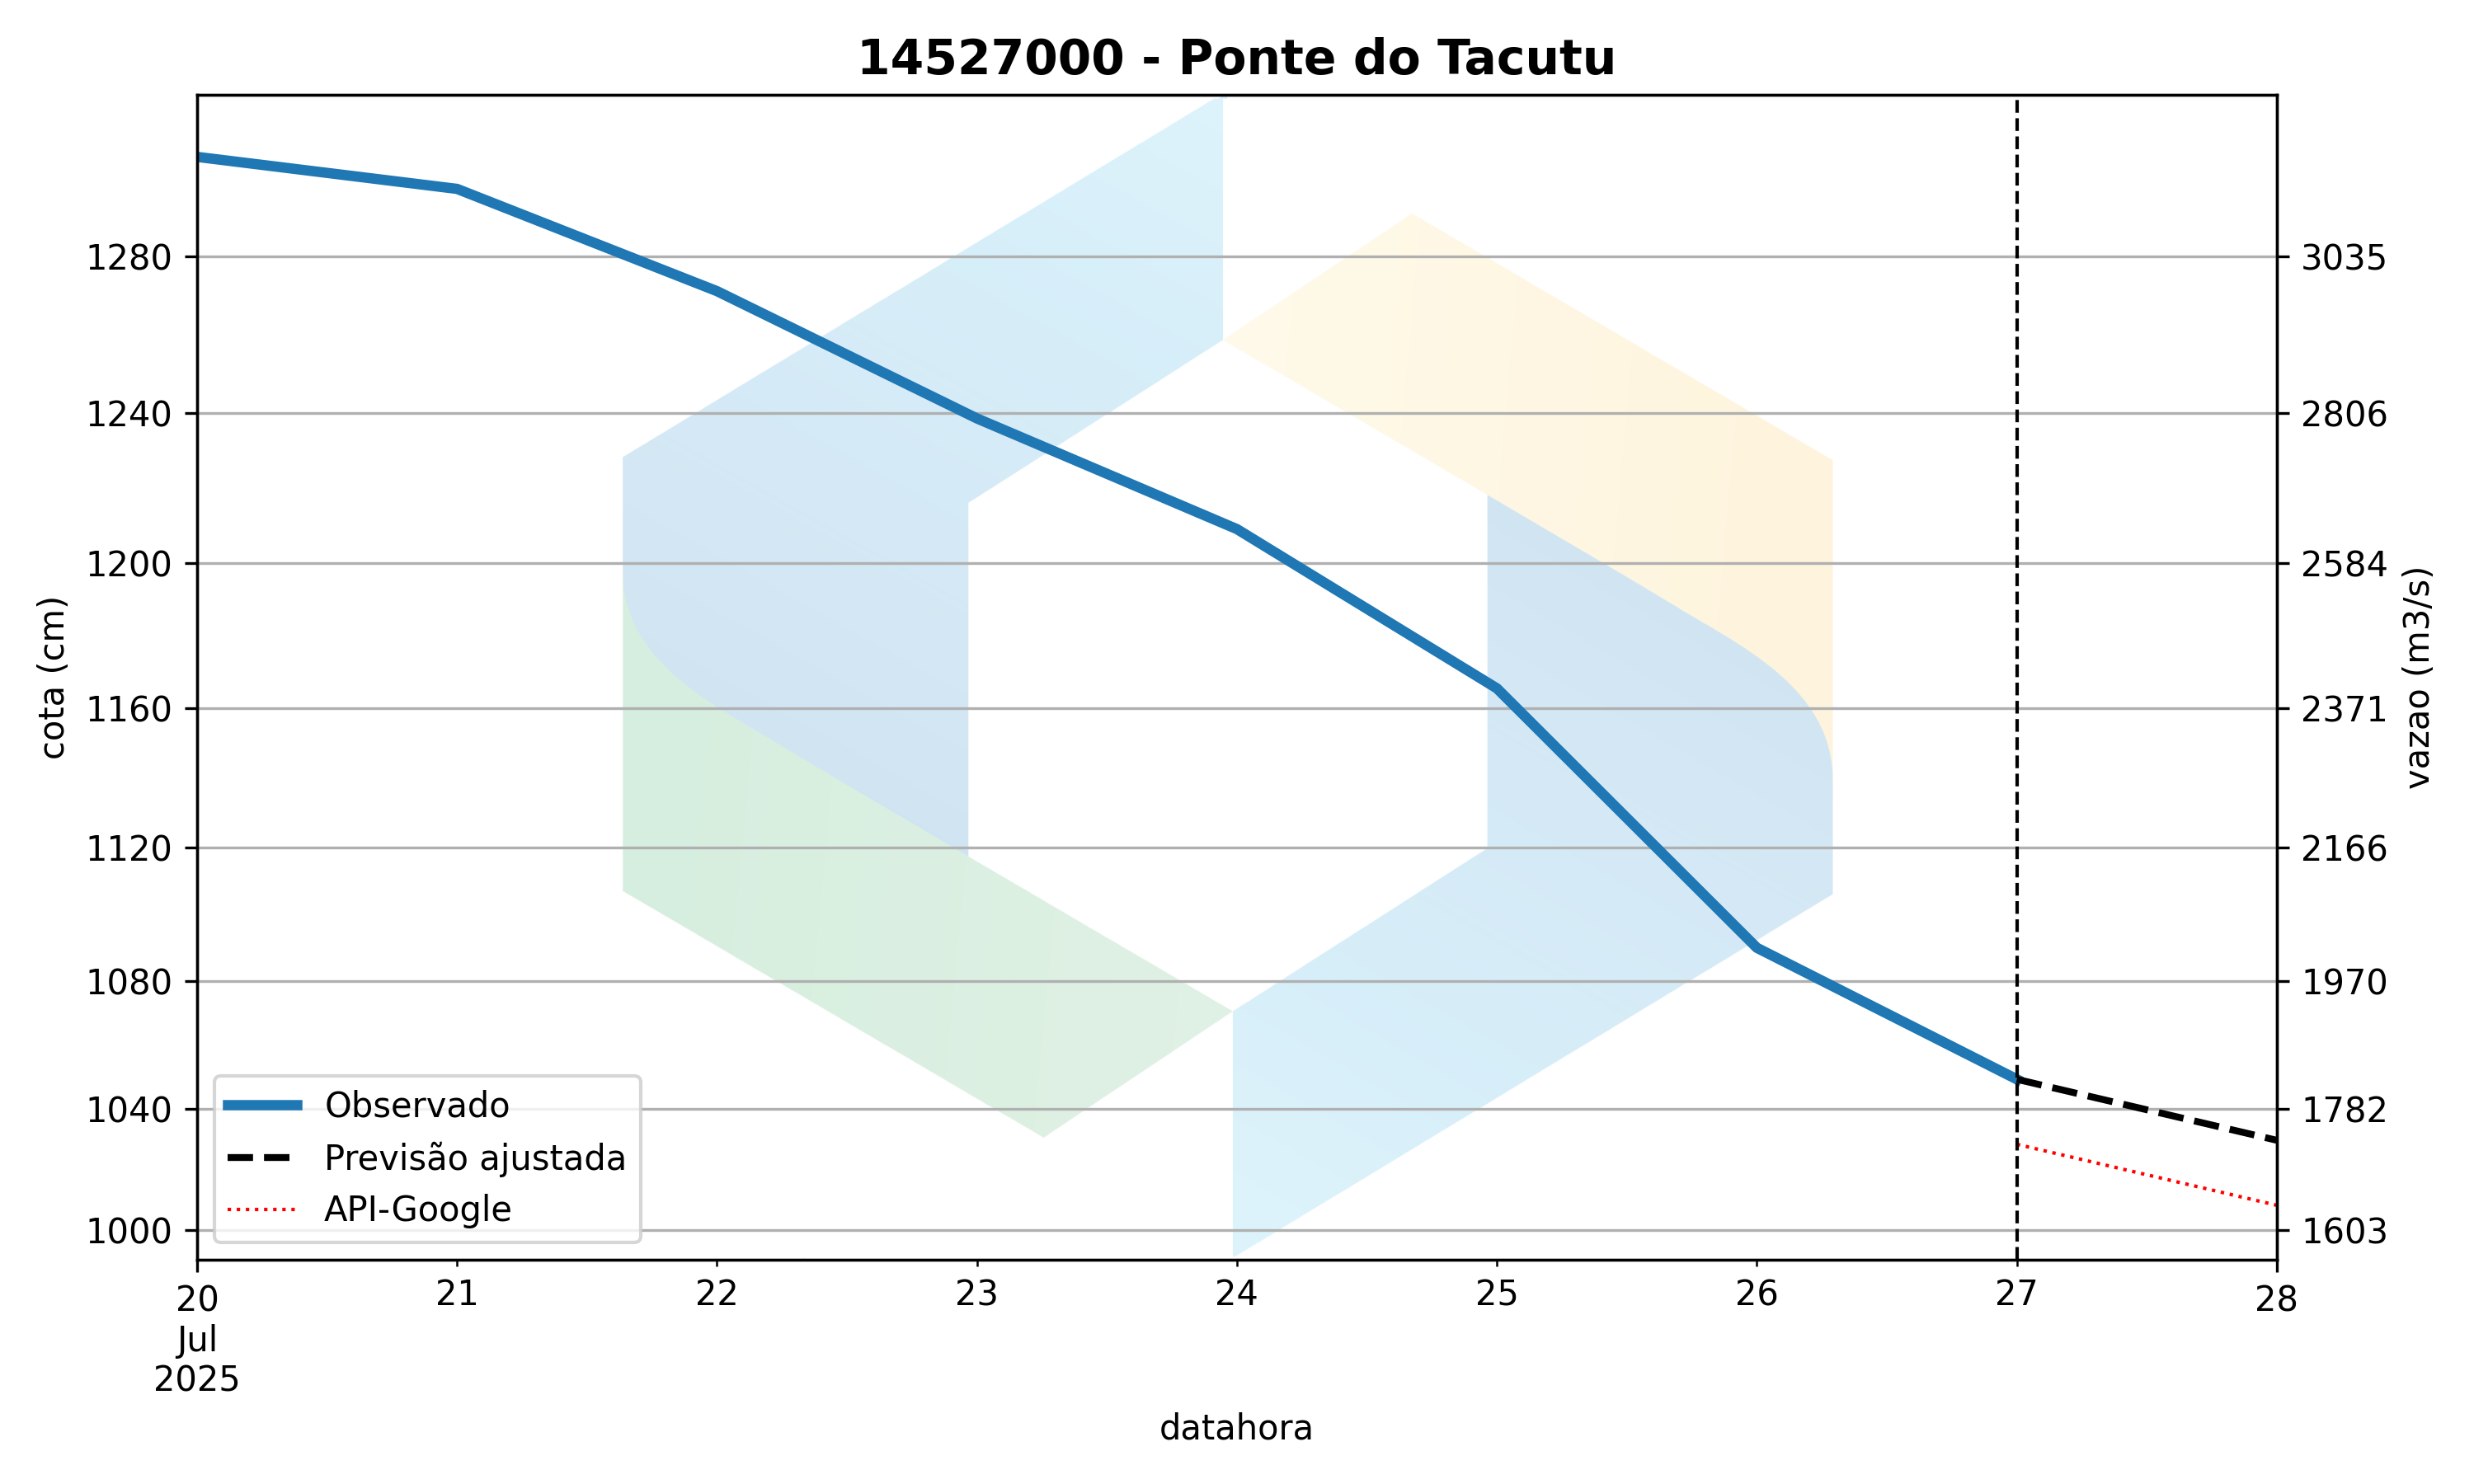 14527000 - Ponte do Tacutu
1280
1240
1200
1160
1120
1080
1040
1000
cota (cm)
3035
2806
2584
2371
2166
1970
1782
1603
vazao (m3/s)
Observado
Previsão ajustada
API-Google
20 21 22 23 24 25 26 27 28
Jul
2025
datahora